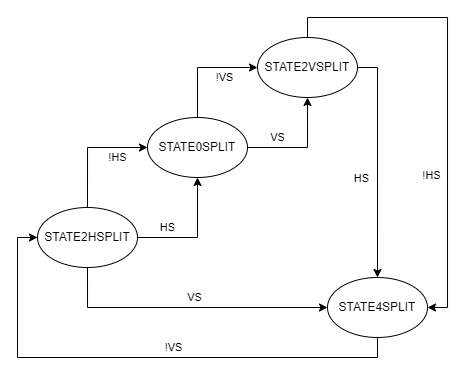 STATE2VSPLIT
!VS
VS
STATE0SPLIT
!HS
HS
!HS
HS
STATE2HSPLIT
VS
STATE4SPLIT
!VS